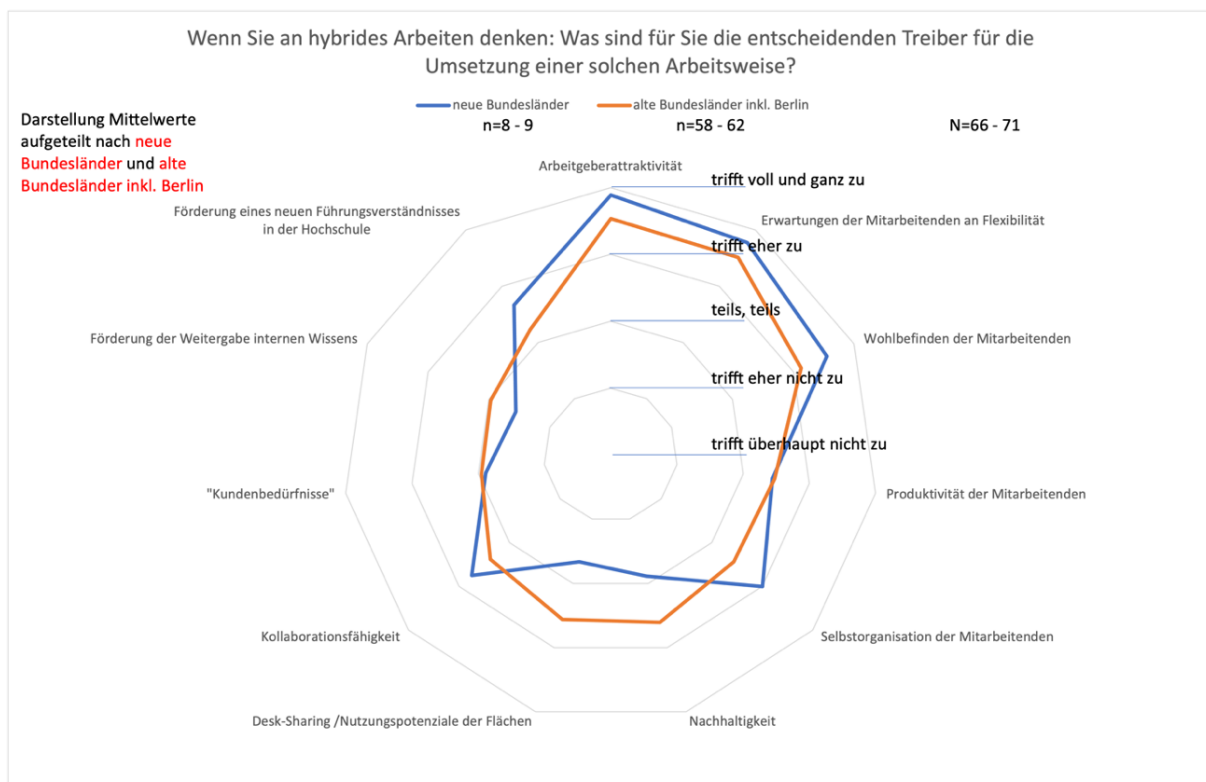 Wenn Sie an hybrides Arbeiten denken: Was sind für Sie die entscheidenden Treiber für die
Umsetzung einer solchen Arbeitsweise?
neue Bundesländer
alte Bundesländer inkl. Berlin
n=8 - 9
n=58 - 62
N=66 - 71
Darstellung Mittelwerte
aufgeteilt nach neue
Bundesländer und alte
Bundesländer inkl. Berlin
Arbeitgeberattraktivität
trifft voll und ganz zu
Förderung eines neuen Führungsverständnisses
in der Hochschule
Erwartungen der Mitarbeitenden an Flexibilität
trifft eher zu
teils, teils
Förderung der Weitergabe internen Wissens
Wohlbefinden der Mitarbeitenden
trifft eher nicht zu
trifft überhaupt nicht zu
"Kundenbedürfnisse"
Produktivität der Mitarbeitenden
Kollaborationsfähigkeit
Selbstorganisation der Mitarbeitenden
Desk-Sharing /Nutzungspotenziale der Flächen
Nachhaltigkeit